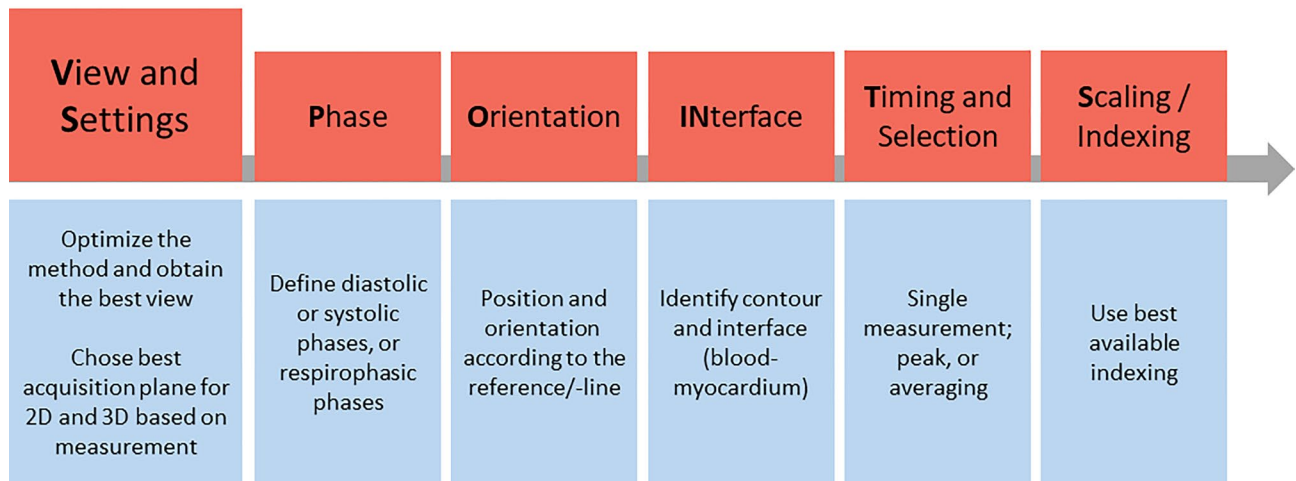 View and
Settings
Phase
Orientation
INterface
Timing and
Selection
Scaling /
Indexing
Optimize the
method and obtain
the best view
Chose best
acquisition plane for
2D and 3D based on
measurement
Define diastolic
or systolic
phases, or
respirophasic
phases
Position and
orientation
according to the
reference/-line
Identify contour
and interface
(blood-
myocardium)
Single
measurement;
peak, or
averaging
Use best
available
indexing